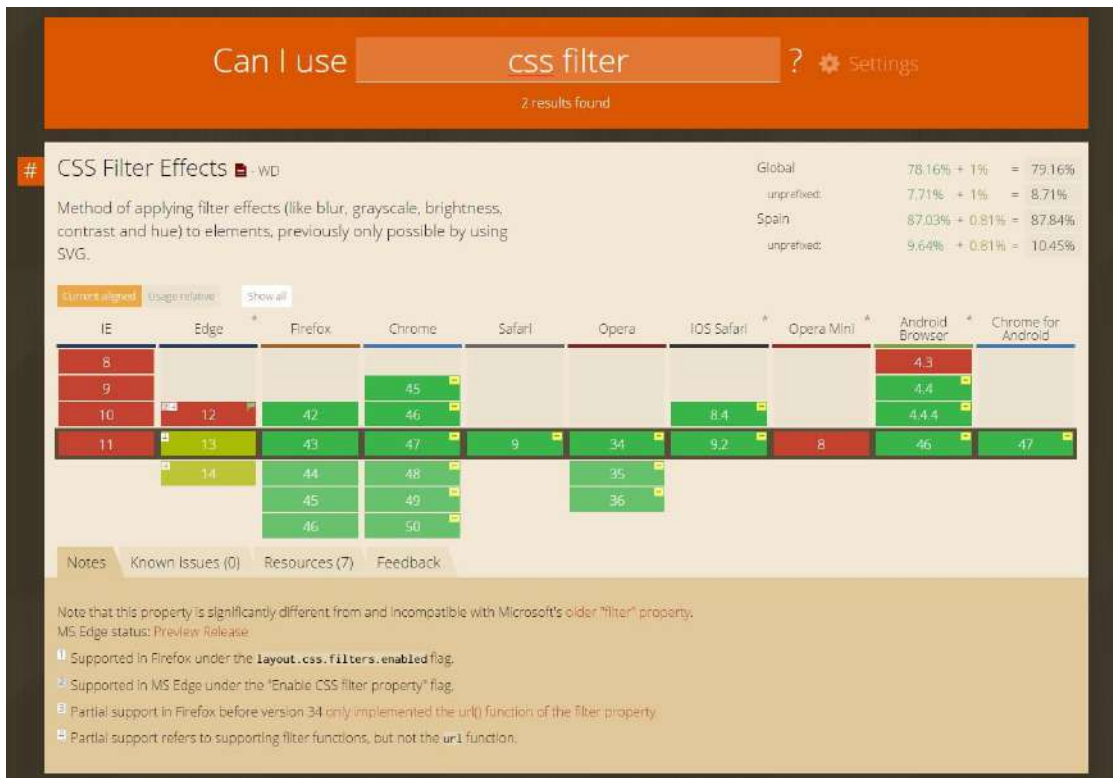 Can I use css filter ? Settings
2 results found
#
CSS Filter Effects - WD
Method of applying filter effects (like blur, grayscale, brightness,
contrast and hue) to elements, previously only possible by using
SVG.
Global 78.16% + 1% = 79.16%
unprefixed: 7.71% + 1% = 8.71%
Spain 87.03% + 0.81% = 87.84%
unprefixed: 9.64% + 0.81% = 10.45%
Current aligned Usage relative Show all
IE Edge * Firefox Chrome Safari Opera iOS Safari * Opera Mini * Android Browser * Chrome for Android
8 4.3
9 45 - 4.4 -
10 12 42 46 - 8.4 - 4.4.4 -
11 4 13 43 47 - 9 - 34 - 9.2 - 8 46 - 47 -
4 14 44 48 - 35 -
45 49 - 36 -
46 50 -
Notes Known issues (0) Resources (7) Feedback
Note that this property is significantly different from and incompatible with Microsoft's older "filter" property.
MS Edge status: Preview Release
1 Supported in Firefox under the layout.css.filters.enabled flag.
2 Supported in MS Edge under the "Enable CSS filter property" flag.
3 Partial support in Firefox before version 34 only implemented the url() function of the filter property
4 Partial support refers to supporting filter functions, but not the url function.